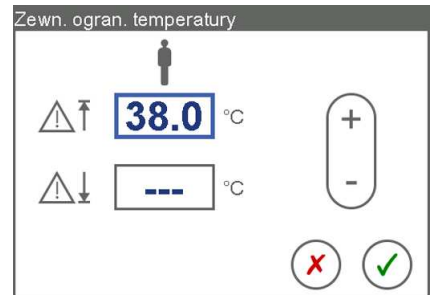 Zewn. ogran. temperatury
38.0 °C
+
--- °C
-